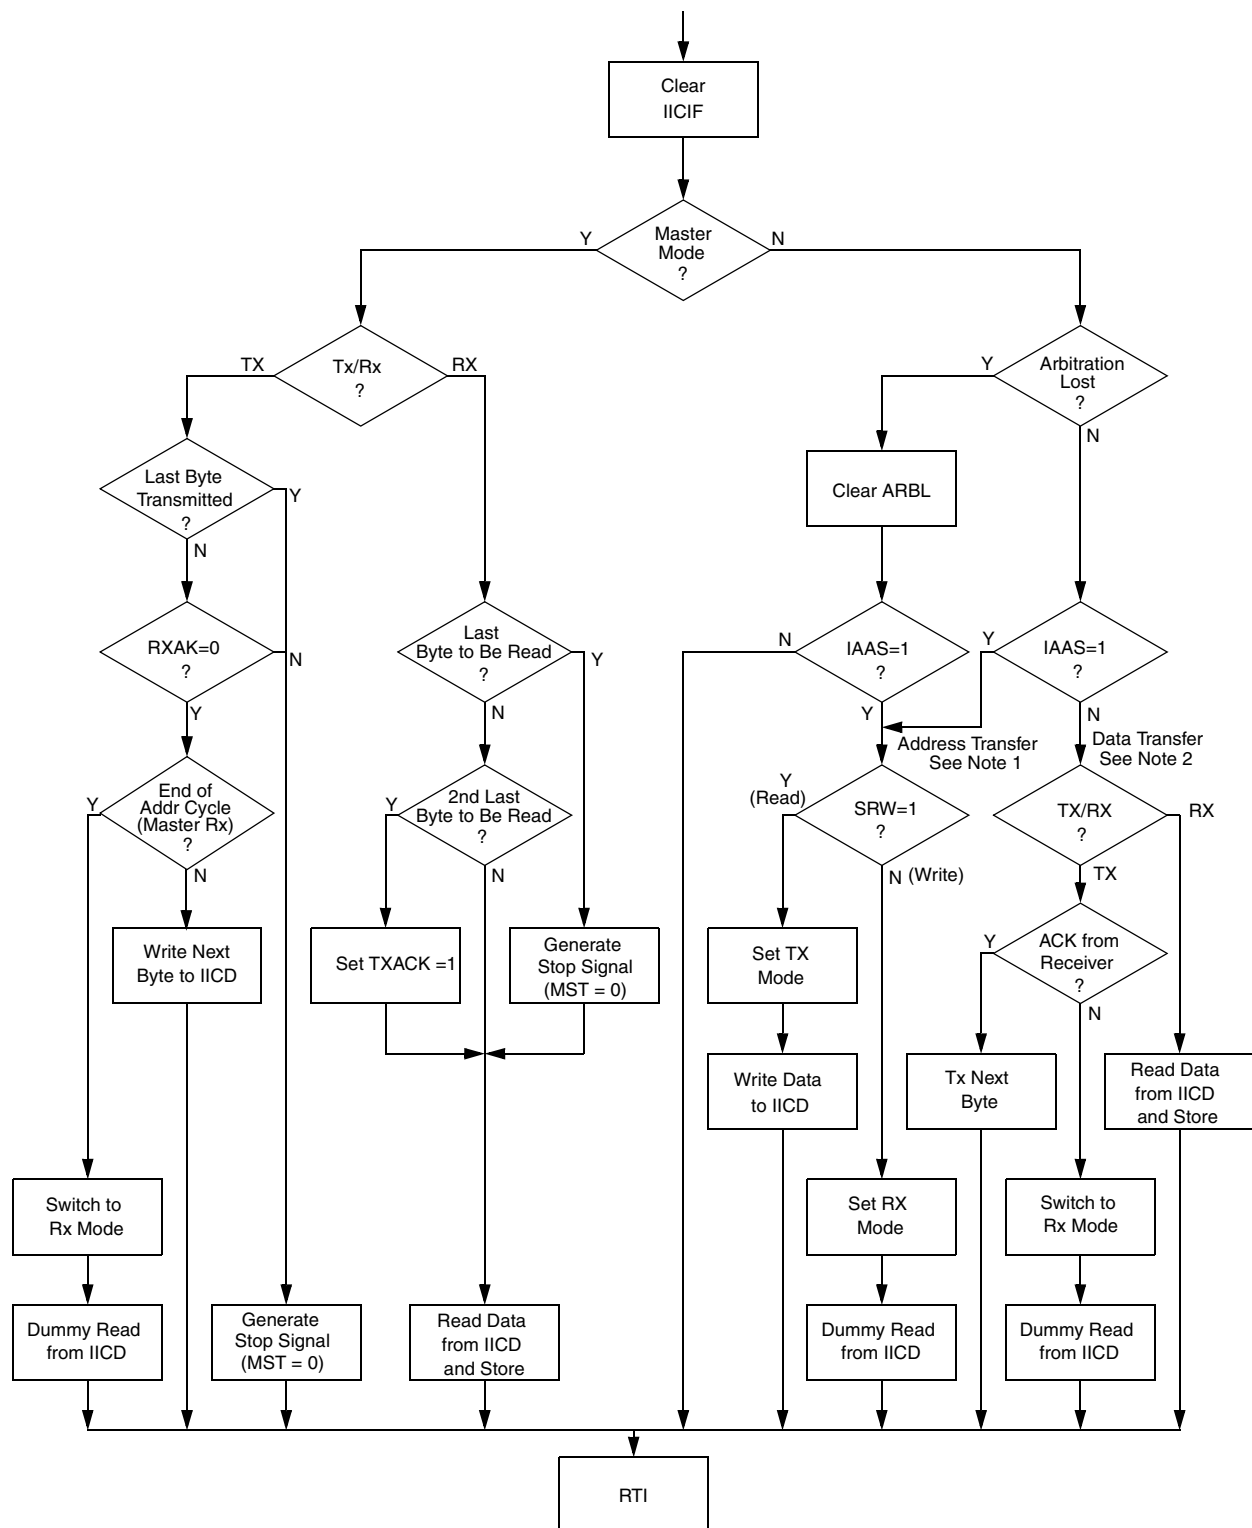 Clear
IICIF
Master
Mode
?
Y
N
Tx/Rx
?
TX
RX
Arbitration
Lost
?
Y
N
Last Byte
Transmitted
?
Y
N
Clear ARBL
RXAK=0
?
N
Y
Last
Byte to Be Read
?
Y
N
IAAS=1
?
N
Y
IAAS=1
?
Y
N
Address Transfer
See Note 1
Data Transfer
See Note 2
End of
Addr Cycle
(Master Rx)
?
Y
N
2nd Last
Byte to Be Read
?
Y
N
Y
(Read)
SRW=1
?
N (Write)
TX/RX
?
RX
TX
Write Next
Byte to IICD
Set TXACK =1
Generate
Stop Signal
(MST = 0)
Set TX
Mode
ACK from
Receiver
?
Y
N
Write Data
to IICD
Tx Next
Byte
Read Data
from IICD
and Store
Switch to
Rx Mode
Set RX
Mode
Switch to
Rx Mode
Dummy Read
from IICD
Generate
Stop Signal
(MST = 0)
Read Data
from IICD
and Store
Dummy Read
from IICD
Dummy Read
from IICD
RTI